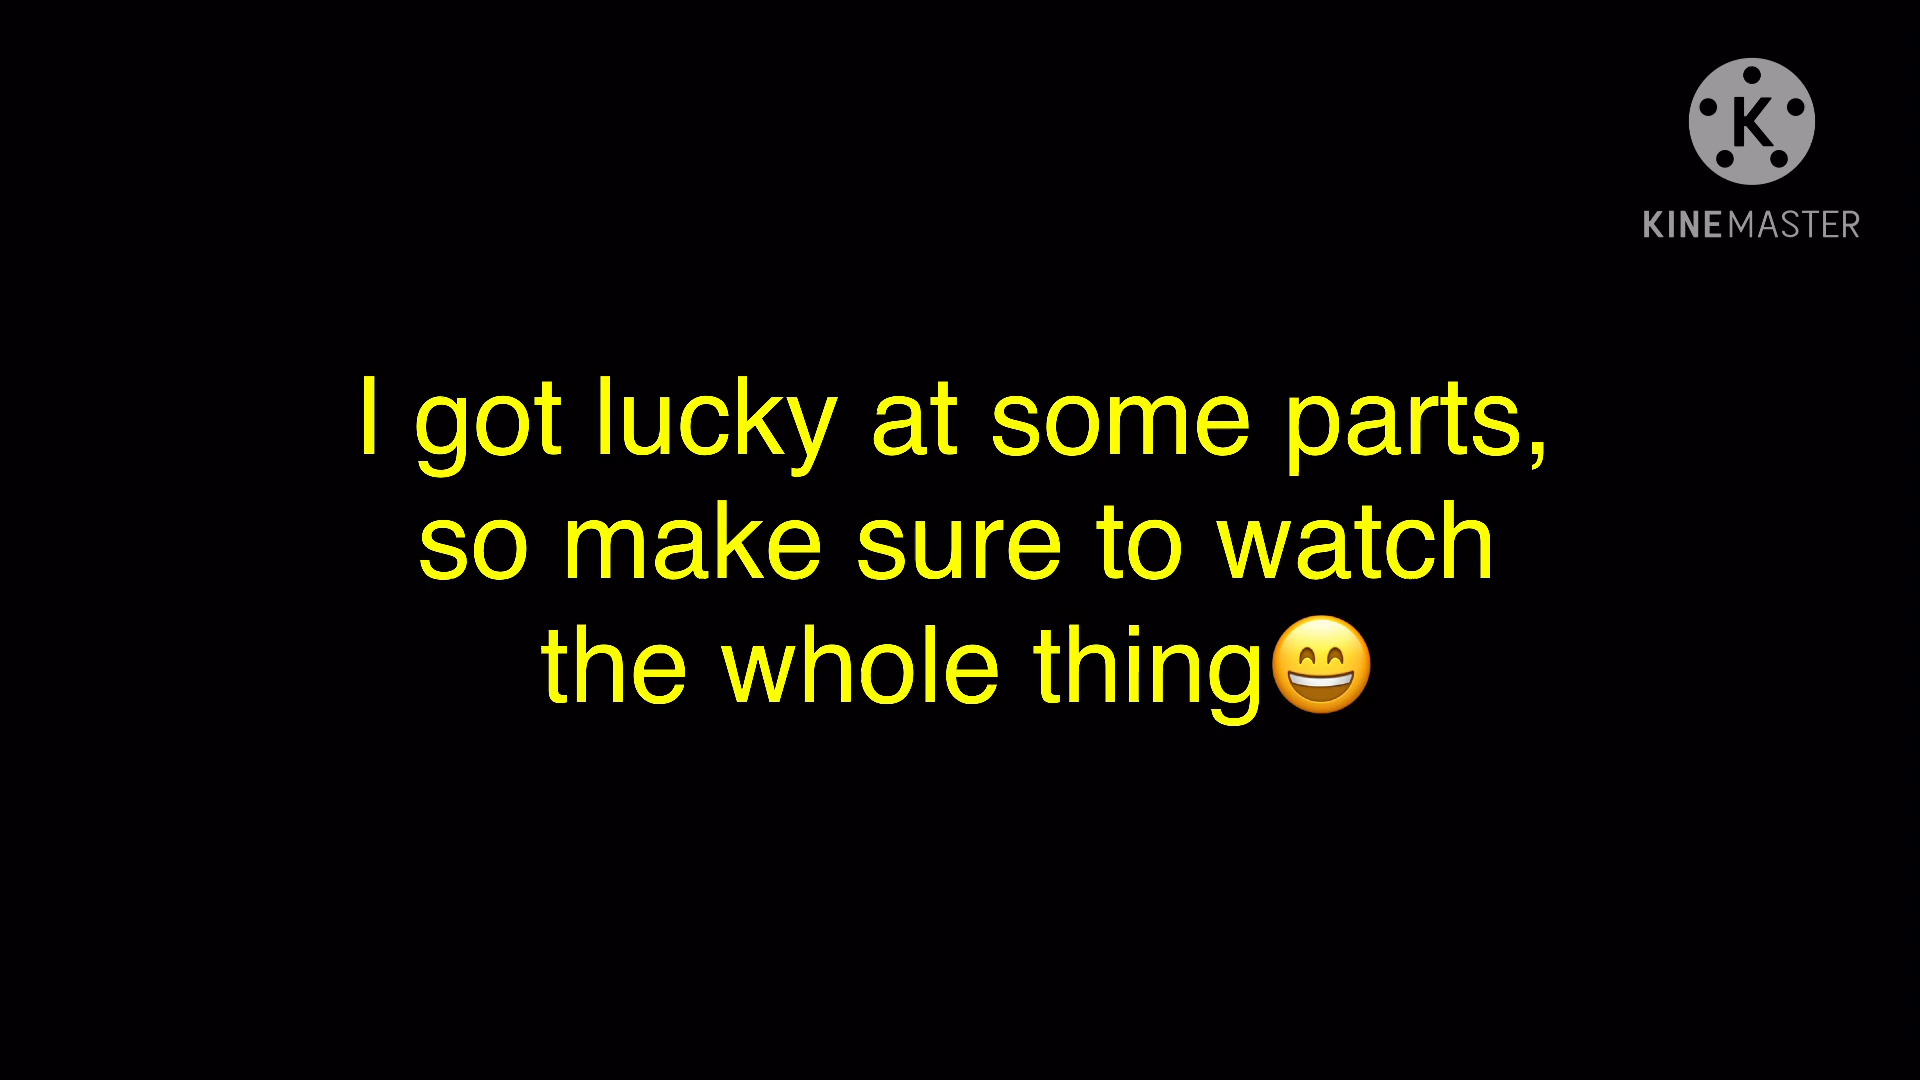 K
KINEMASTER
I got lucky at some parts,
so make sure to watch
the whole thing😄